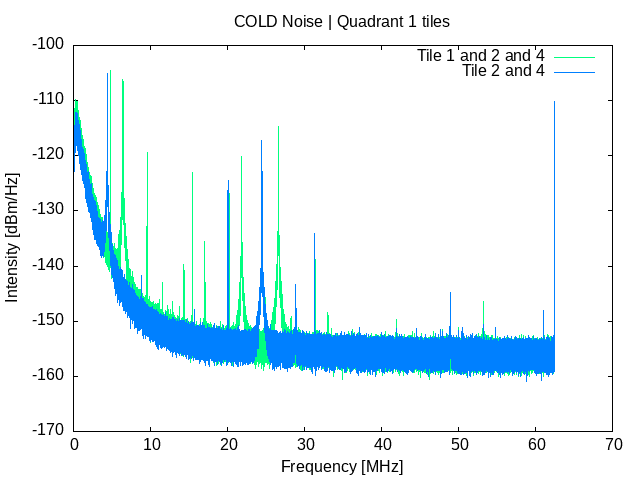 COLD Noise | Quadrant 1 tiles
Tile 1 and 2 and 4
Tile 2 and 4
-100
-110
-120
-130
-140
-150
-160
-170
Intensity [dBm/Hz]
0 10 20 30 40 50 60 70
Frequency [MHz]